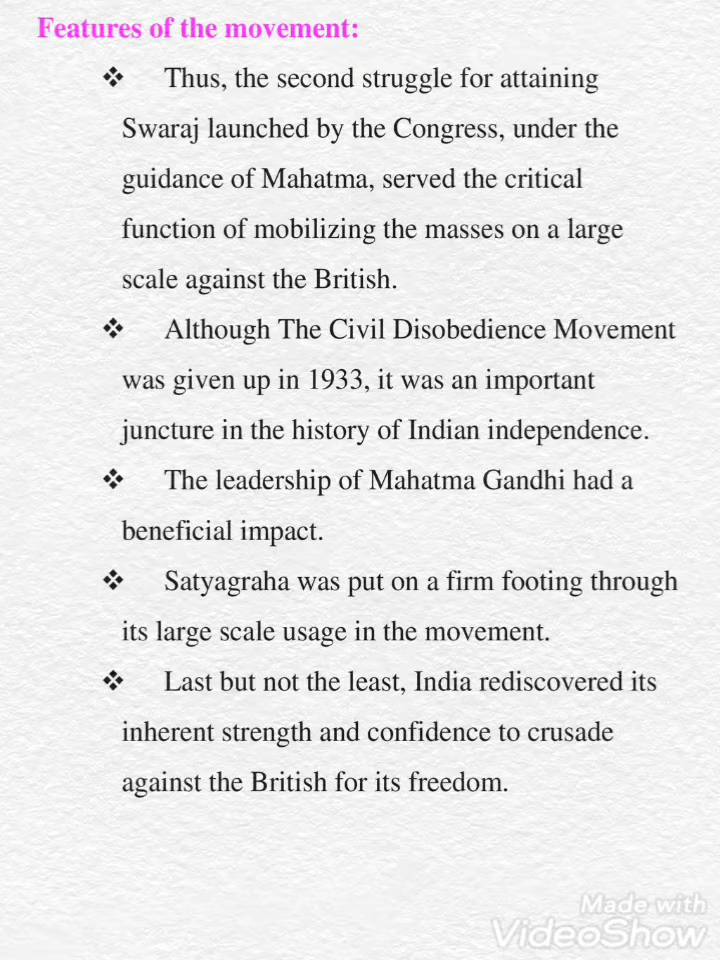 Features of the movement:
❖ Thus, the second struggle for attaining
Swaraj launched by the Congress, under the
guidance of Mahatma, served the critical
function of mobilizing the masses on a large
scale against the British.
❖ Although The Civil Disobedience Movement
was given up in 1933, it was an important
juncture in the history of Indian independence.
❖ The leadership of Mahatma Gandhi had a
beneficial impact.
❖ Satyagraha was put on a firm footing through
its large scale usage in the movement.
❖ Last but not the least, India rediscovered its
inherent strength and confidence to crusade
against the British for its freedom.
Made with
VideoShow